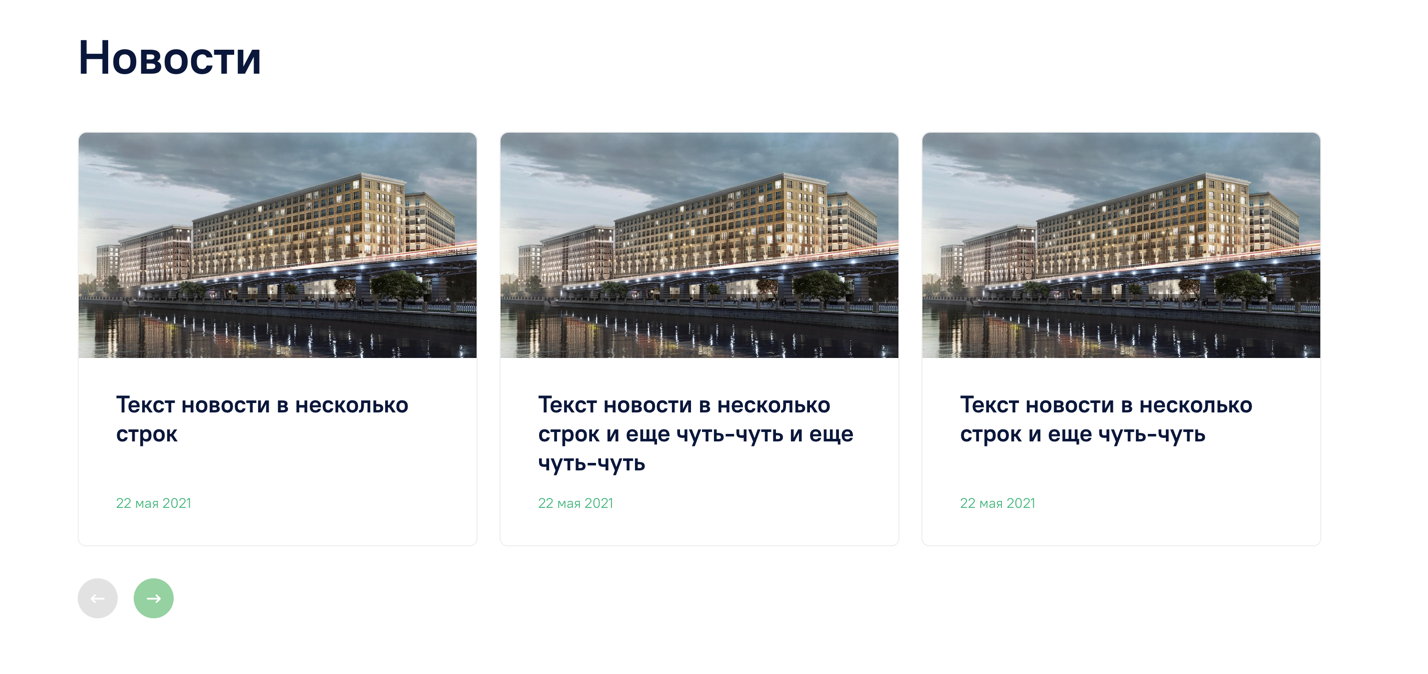 Новости
Текст новости в несколько
строк
22 мая 2021
Текст новости в несколько
строк и еще чуть-чуть и еще
чуть-чуть
22 мая 2021
Текст новости в несколько
строк и еще чуть-чуть
22 мая 2021